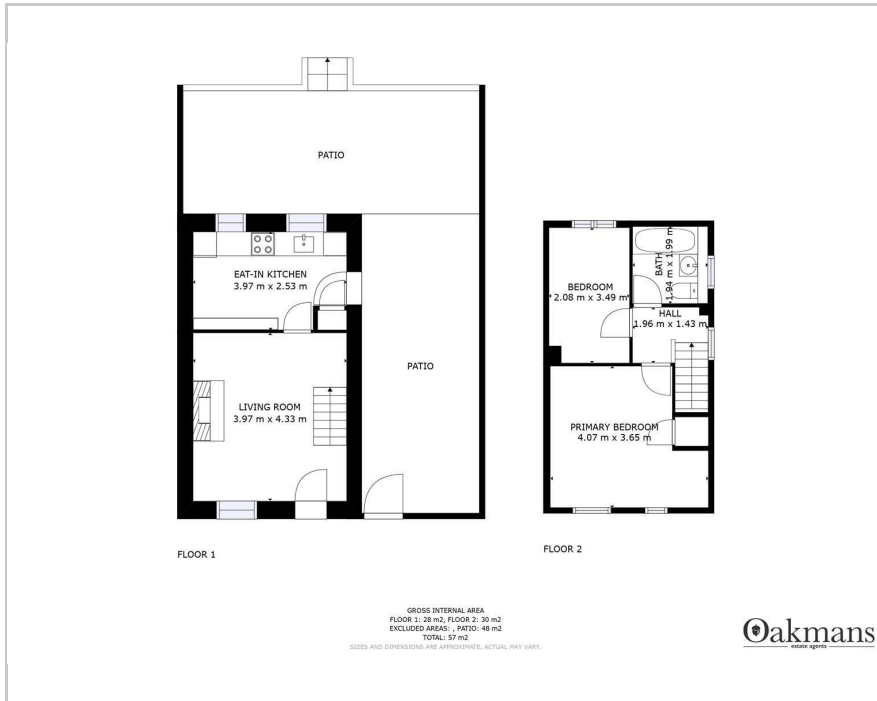 PATIO
EAT-IN KITCHEN
3.97 m x 2.53 m
PATIO
LIVING ROOM
3.97 m x 4.33 m
FLOOR 1
BEDROOM
2.08 m x 3.49 m
BATH
1.94 m x 1.99 m
HALL
1.96 m x 1.43 m
PRIMARY BEDROOM
4.07 m x 3.65 m
FLOOR 2
GROSS INTERNAL AREA
FLOOR 1: 28 m2, FLOOR 2: 30 m2
EXCLUDED AREAS: , PATIO: 48 m2
TOTAL: 57 m2
SIZES AND DIMENSIONS ARE APPROXIMATE, ACTUAL MAY VARY.
Oakmans
estate agents